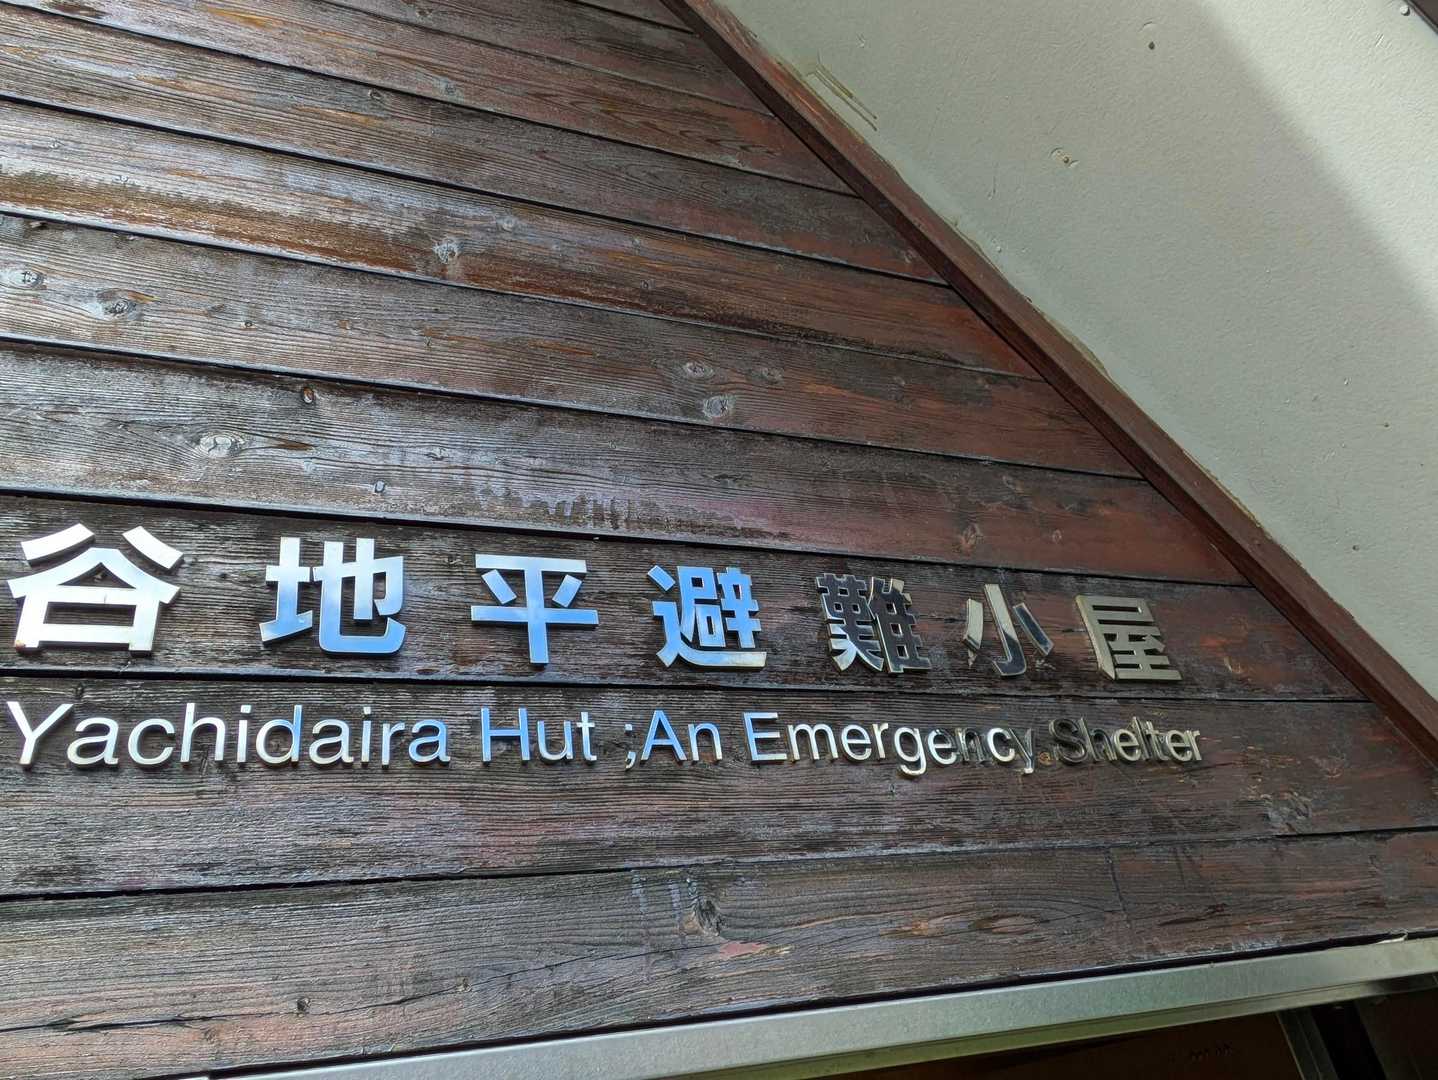 谷地平避難小屋
Yachidaira Hut ;An Emergency Shelter